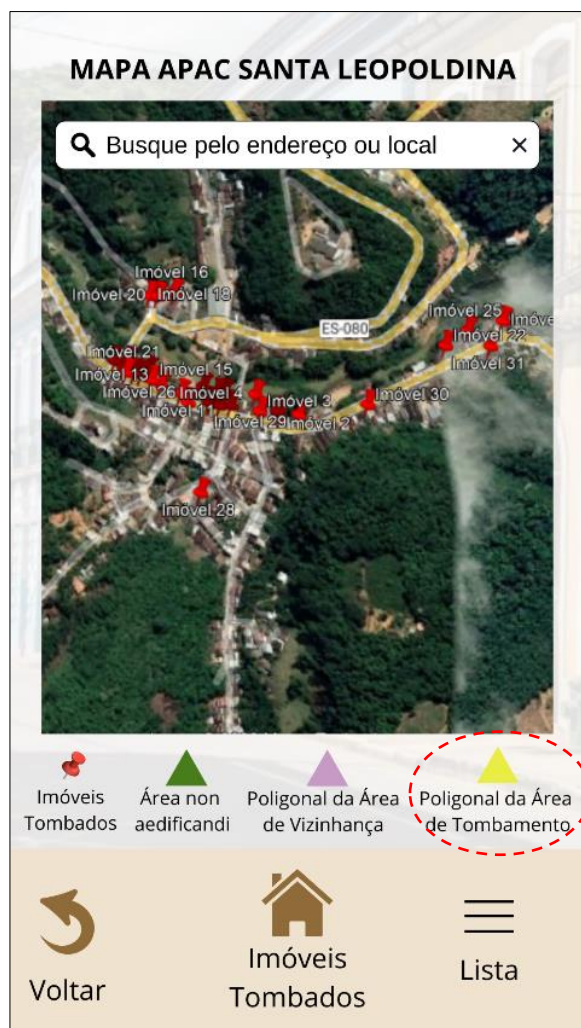 MAPA APAC SANTA LEOPOLDINA
Busque pelo endereço ou local ×
Imóvel 16
Imóvel 20 Imóvel 18
ES-080
Imóvel 25
Imóvel 22
Imóvel 31
Imóvel 21
Imóvel 13 Imóvel 15
Imóvel 26 Imóvel 4
Imóvel 11
Imóvel 3
Imóvel 30
Imóvel 29 Imóvel 2
Imóvel 28
Imóveis
Tombados
Área non
aedificandi
Poligonal da Área
de Vizinhança
Poligonal da Área
de Tombamento
Voltar
Imóveis
Tombados
Lista